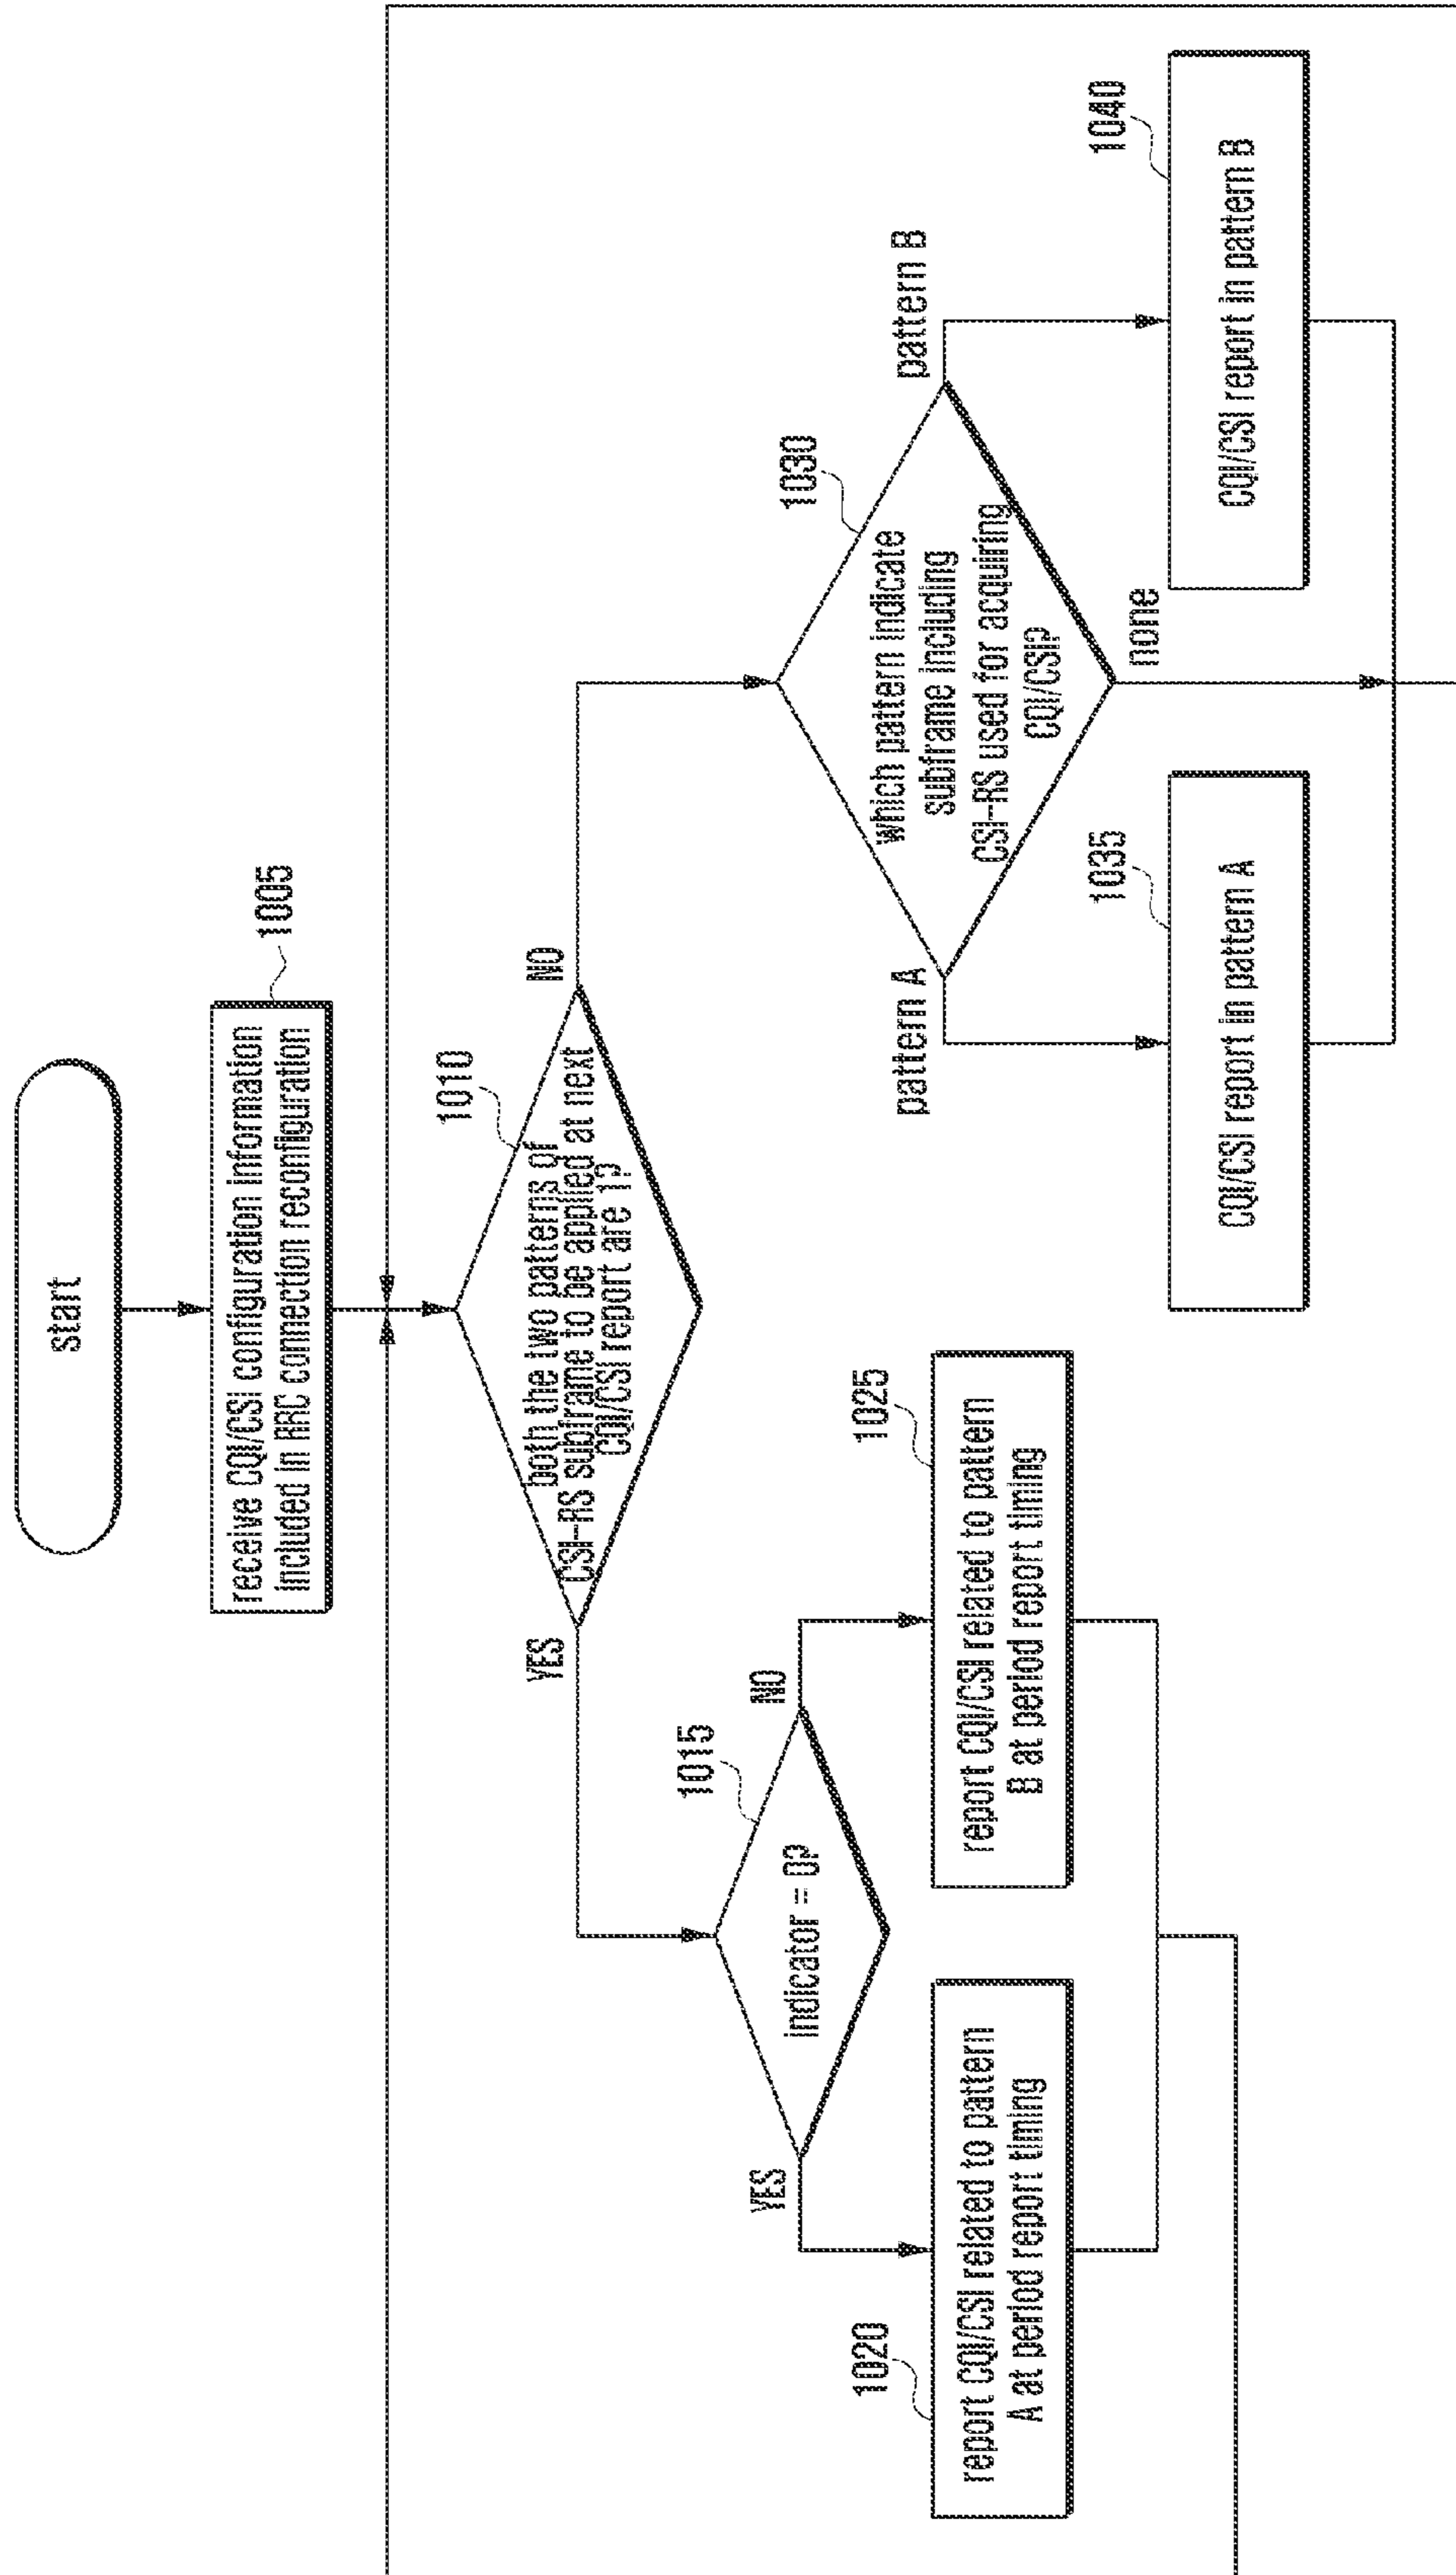 start
1005
receive CQI/CSI configuration information
included in RRC connection reconfiguration
1010
both the two patterns of
CSI-RS subframe to be applied at next
CQI/CSI report are 1?
YES
NO
1015
indicator = 0?
YES
NO
1020
report CQI/CSI related to pattern
A at period report timing
1025
report CQI/CSI related to pattern
B at period report timing
1030
which pattern indicate
subframe including
CSI-RS used for acquiring
CQI/CSI?
pattern A
pattern B
none
1035
CQI/CSI report in pattern A
1040
CQI/CSI report in pattern B